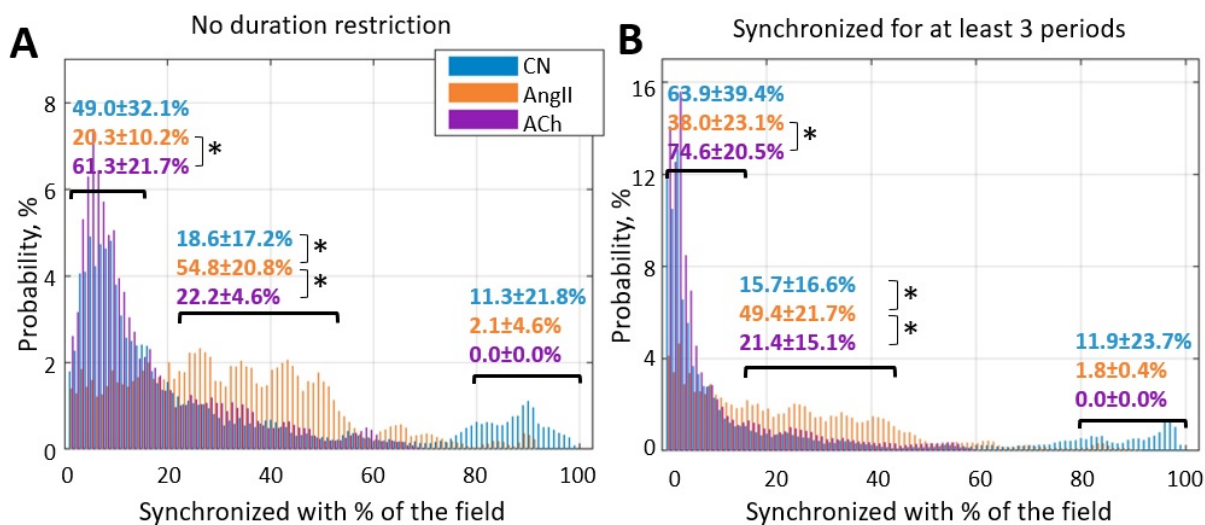 A
No duration restriction
CN
AngII
ACh
49.0±32.1%
20.3±10.2%
61.3±21.7%
*
18.6±17.2%
54.8±20.8%
22.2±4.6%
*
*
11.3±21.8%
2.1±4.6%
0.0±0.0%
Probability, %
8
6
4
2
0
0 20 40 60 80 100
Synchronized with % of the field
B
Synchronized for at least 3 periods
63.9±39.4%
38.0±23.1%
74.6±20.5%
*
15.7±16.6%
49.4±21.7%
21.4±15.1%
*
*
11.9±23.7%
1.8±0.4%
0.0±0.0%
Probability, %
16
12
8
4
0
0 20 40 60 80 100
Synchronized with % of the field